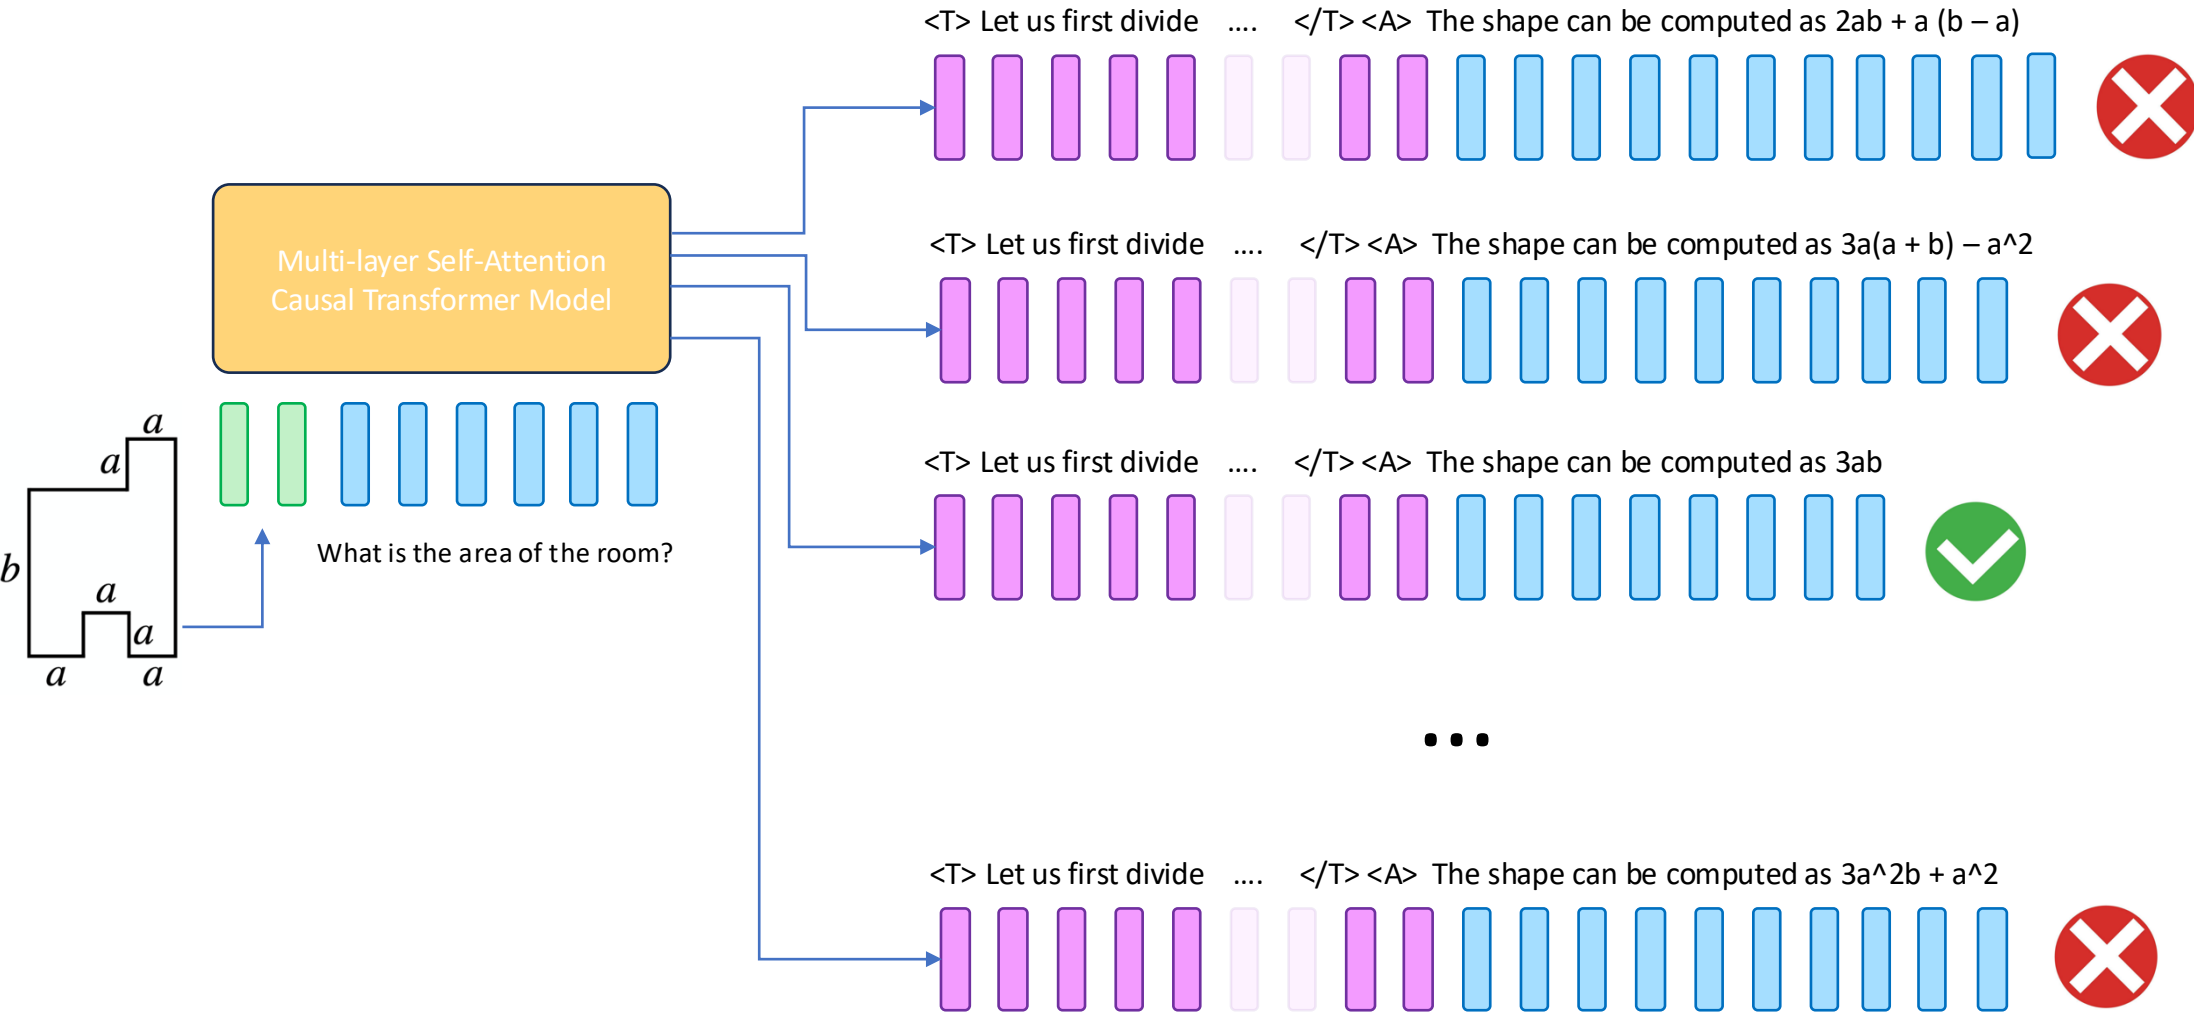 <T> Let us first divide .... </T> <A> The shape can be computed as 2ab + a (b – a)
Multi-layer Self-Attention
Causal Transformer Model
<T> Let us first divide .... </T> <A> The shape can be computed as 3a(a + b) – a^2
a
a
b
a
a
a
a
What is the area of the room?
<T> Let us first divide .... </T> <A> The shape can be computed as 3ab
...
<T> Let us first divide .... </T> <A> The shape can be computed as 3a^2b + a^2